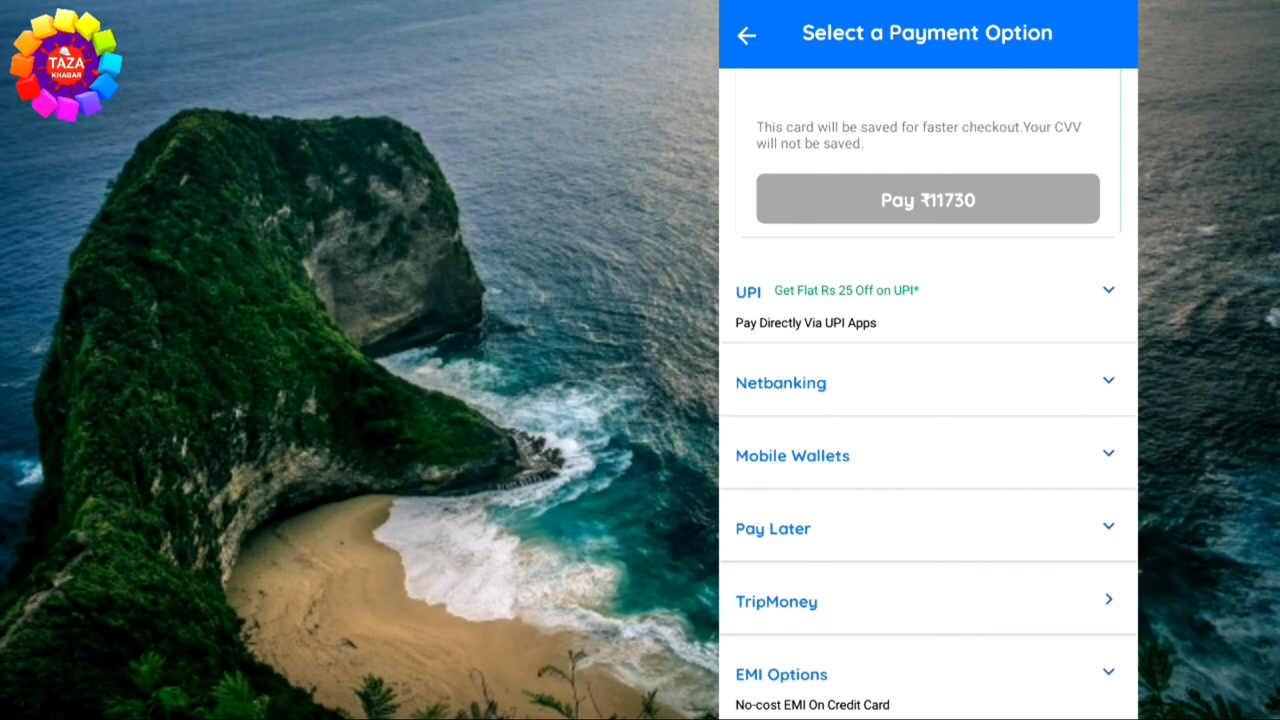 TAZA
KHABAR
Select a Payment Option
This card will be saved for faster checkout.Your CVV
will not be saved.
Pay ₹11730
UPI Get Flat Rs 25 Off on UPI*
Pay Directly Via UPI Apps
Netbanking
Mobile Wallets
Pay Later
TripMoney
EMI Options
No-cost EMI On Credit Card